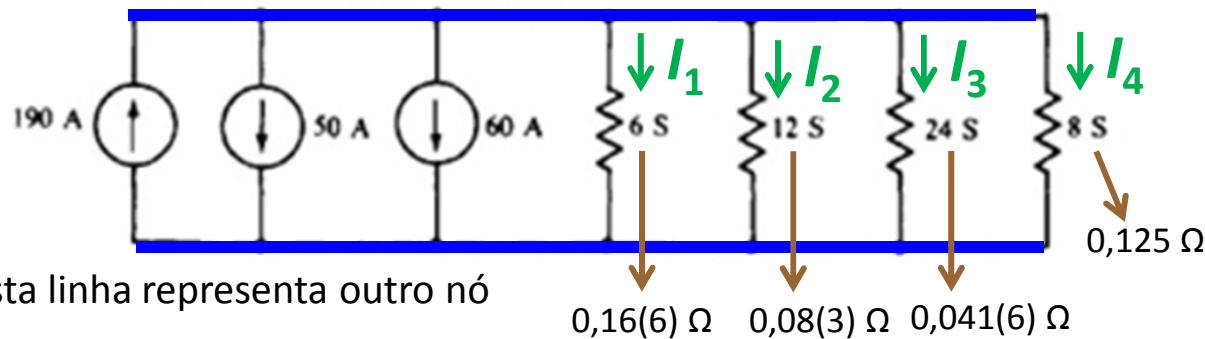 I1 I2 I3 I4
190 A 50 A 60 A 6 S 12 S 24 S 8 S
0,125 Ω
sta linha representa outro nó
0,16(6) Ω 0,08(3) Ω 0,041(6) Ω